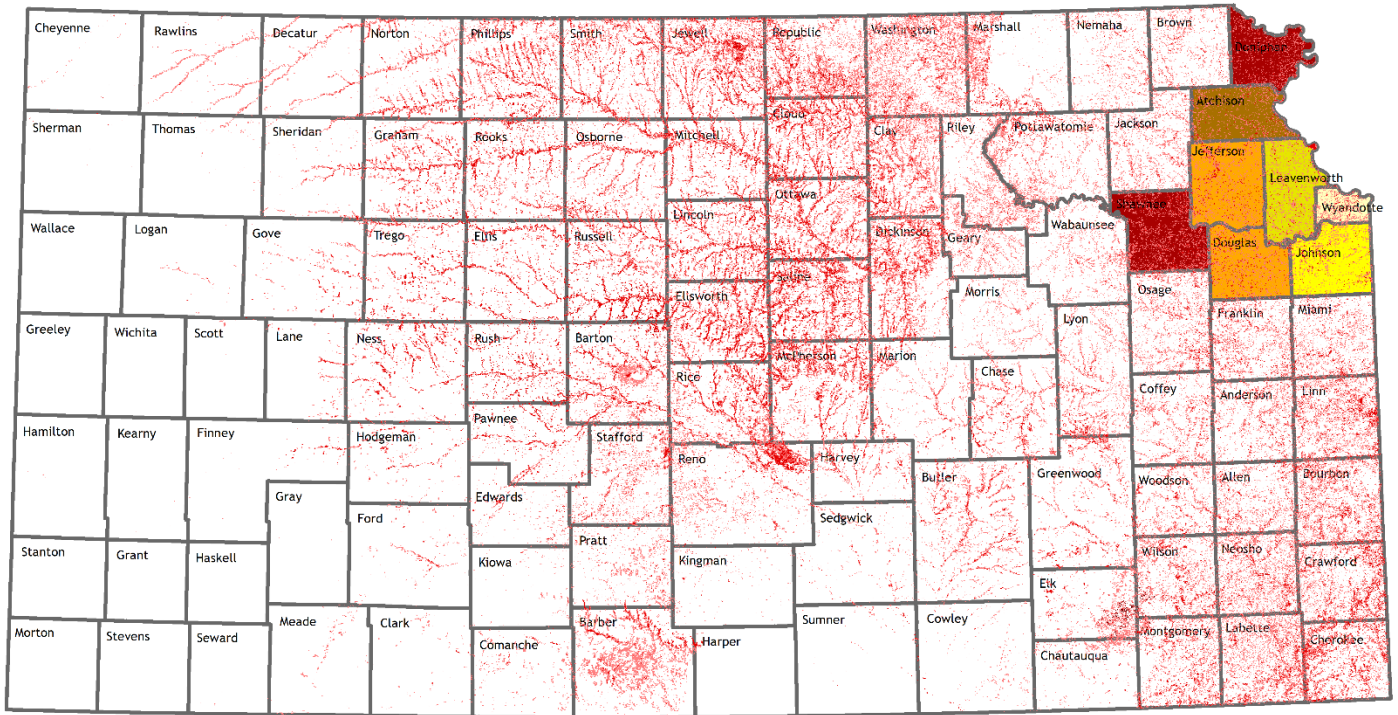 Cheyenne
Rawlins
Decatur
Norton
Phillips
Smith
Jewell
Republic
Washington
Marshall
Nemaha
Brown
Doniphan
Sherman
Thomas
Sheridan
Graham
Rooks
Osborne
Mitchell
Cloud
Clay
Riley
Pottawatomie
Jackson
Atchison
Jefferson
Leavenworth
Wyandotte
Wallace
Logan
Gove
Trego
Ellis
Russell
Lincoln
Ottawa
Dickinson
Geary
Wabaunsee
Shawnee
Douglas
Johnson
Greeley
Wichita
Scott
Lane
Ness
Rush
Barton
Ellsworth
Saline
Morris
Osage
Franklin
Miami
Rice
McPherson
Marion
Chase
Lyon
Coffey
Anderson
Linn
Hamilton
Kearny
Finney
Hodgeman
Pawnee
Stafford
Reno
Harvey
Butler
Greenwood
Woodson
Allen
Bourbon
Gray
Ford
Edwards
Pratt
Kingman
Sedgwick
Elk
Wilson
Neosho
Crawford
Stanton
Grant
Haskell
Kiowa
Morton
Stevens
Seward
Meade
Clark
Comanche
Barber
Harper
Sumner
Cowley
Chautauqua
Montgomery
Labette
Cherokee